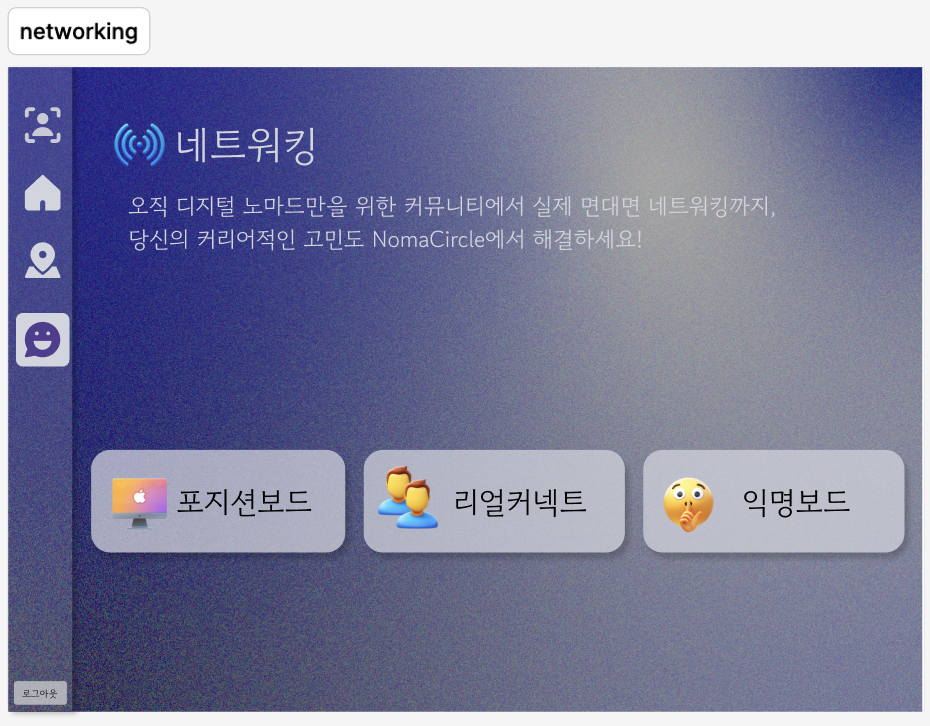 networking
네트워킹
오직 디지털 노마드만을 위한 커뮤니티에서 실제 면대면 네트워킹까지,
당신의 커리어적인 고민도 NomaCircle에서 해결하세요!
포지션보드
리얼커넥트
익명보드
로그아웃